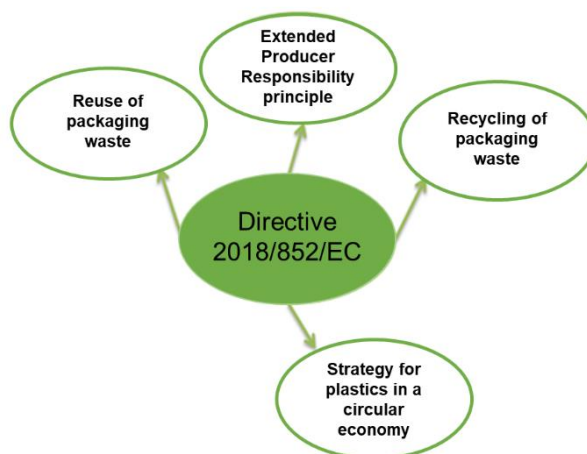 Extended
Producer
Responsibility
principle
Reuse of
packaging
waste
Recycling of
packaging
waste
Directive
2018/852/EC
Strategy for
plastics in a
circular
economy